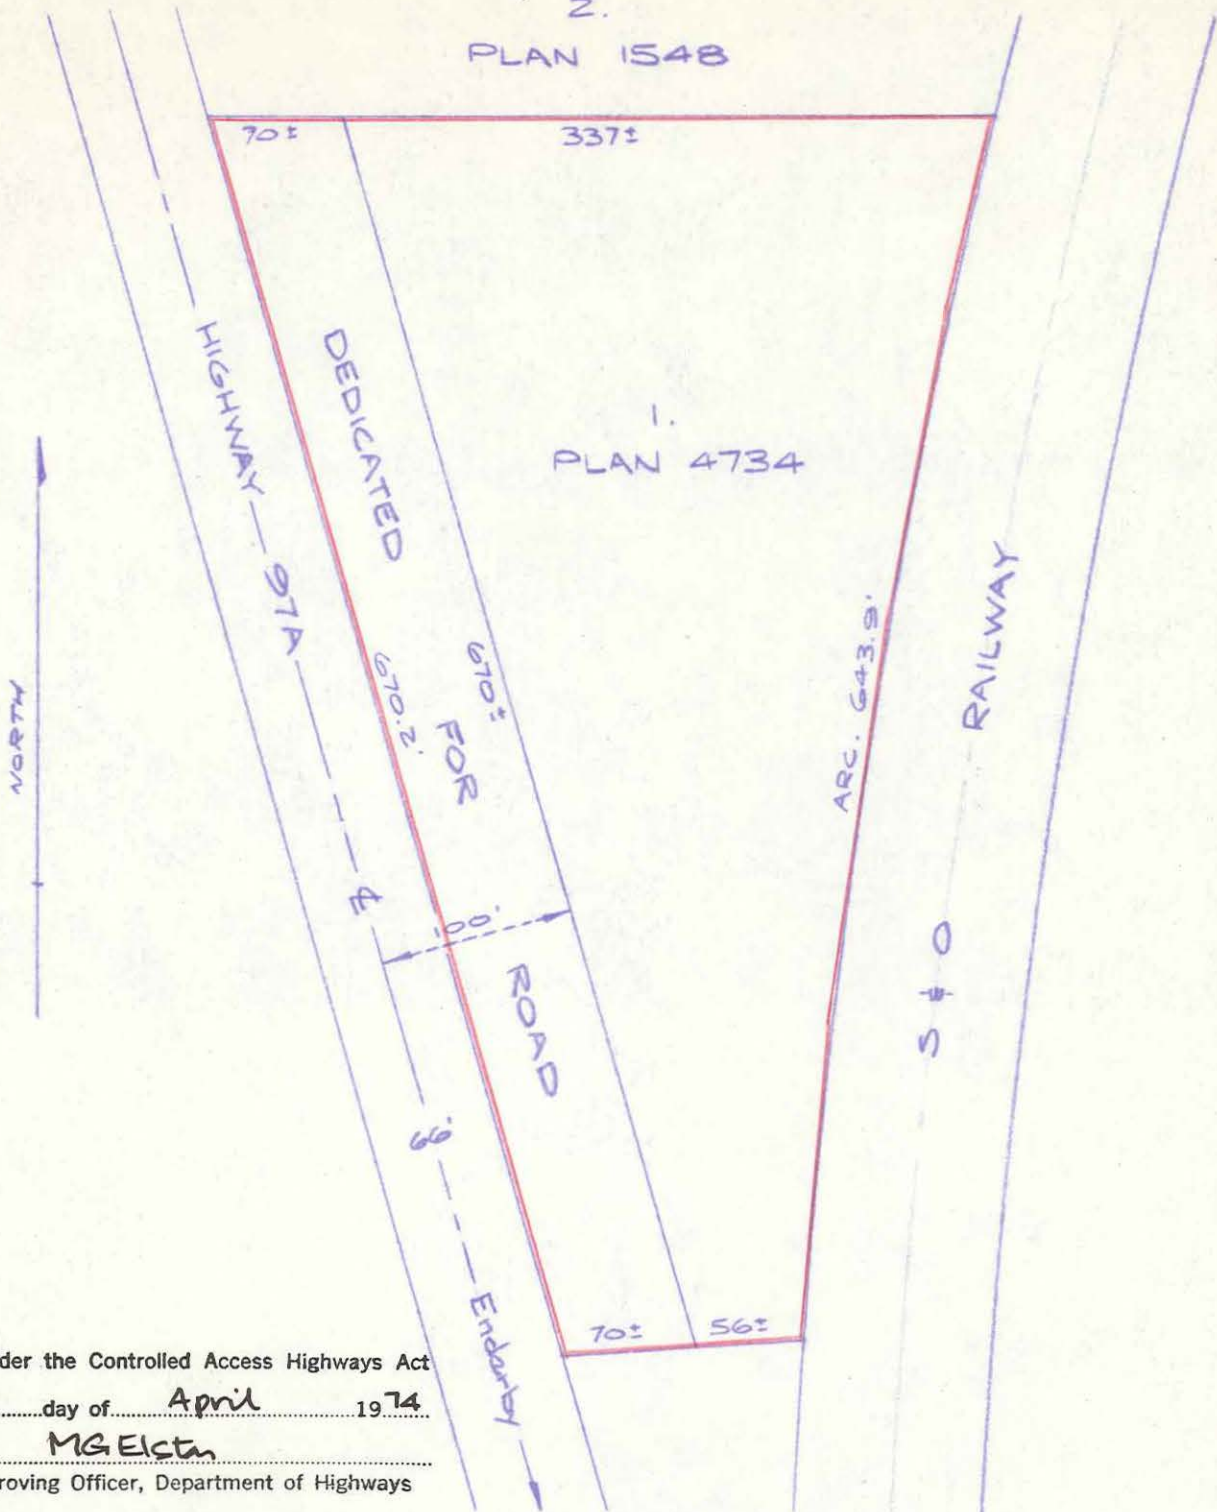 2.
PLAN 1548
70±
337±
HIGHWAY 97A
DEDICATED
FOR
ROAD
1.
PLAN 4734
NORTH
670.2'
670±
ARC. 643.9'
RAILWAY
S & O
100'
℄
66'
70±
56±
Enderby
der the Controlled Access Highways Act
day of April 1974
MG Elston
roving Officer, Department of Highways